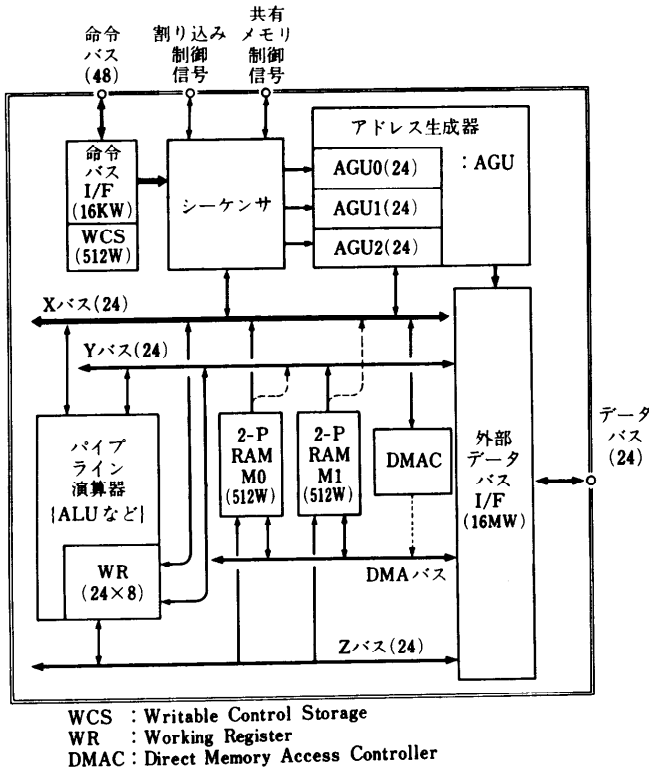 命令
バス
(48)
割り込み
制御
信号
共有
メモリ
制御
信号
命令
バス
I/F
(16KW)
WCS
(512W)
シーケンサ
アドレス生成器
:AGU
AGU0(24)
AGU1(24)
AGU2(24)
Xバス(24)
Yバス(24)
パイプ
ライン
演算器
{ALUなど}
WR
(24×8)
2-P
RAM
M0
(512W)
2-P
RAM
M1
(512W)
DMAC
DMAバス
Zバス(24)
外部
データ
バス
I/F
(16MW)
データ
バス
(24)
WCS : Writable Control Storage
WR : Working Register
DMAC : Direct Memory Access Controller